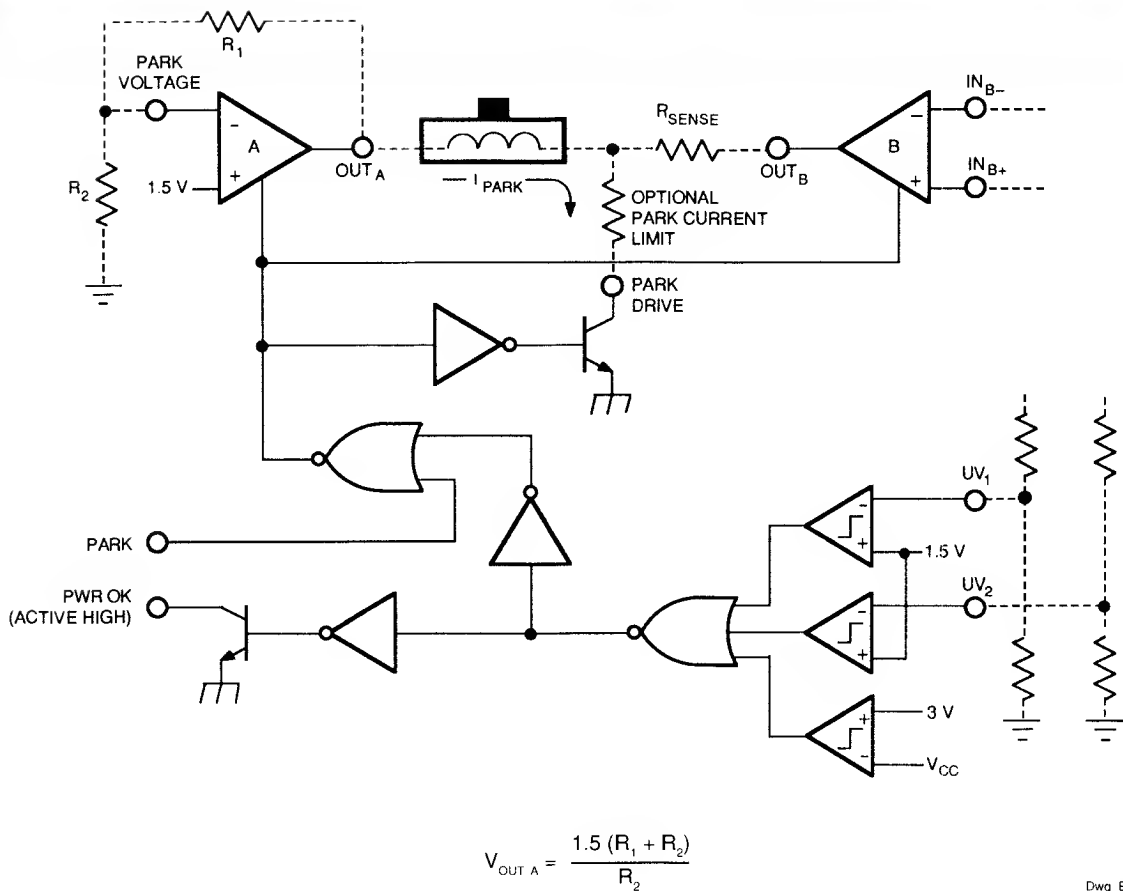 R1
PARK
VOLTAGE
-
A
+
1.5 V
R2
OUTA
— IPARK
RSENSE
OUTB
-
B
+
INB–
INB+
OPTIONAL
PARK CURRENT
LIMIT
PARK
DRIVE
PARK
PWR OK
(ACTIVE HIGH)
UV1
-
+
1.5 V
UV2
-
+
+
3 V
-
VCC
VOUT A = 1.5 (R1 + R2)
R2
Dwg